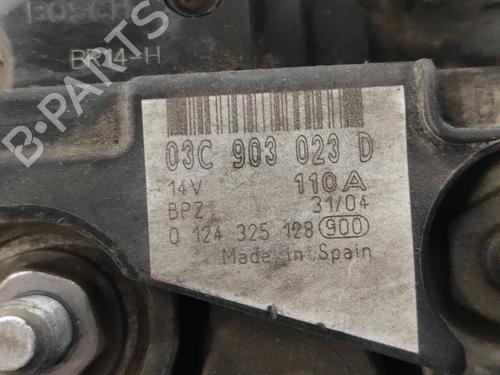 BOSCH
BR14-H
B-PARTS
03C 903 023 D
14V 110A
BPZ 31/04
0 124 325 128 900
Made in Spain